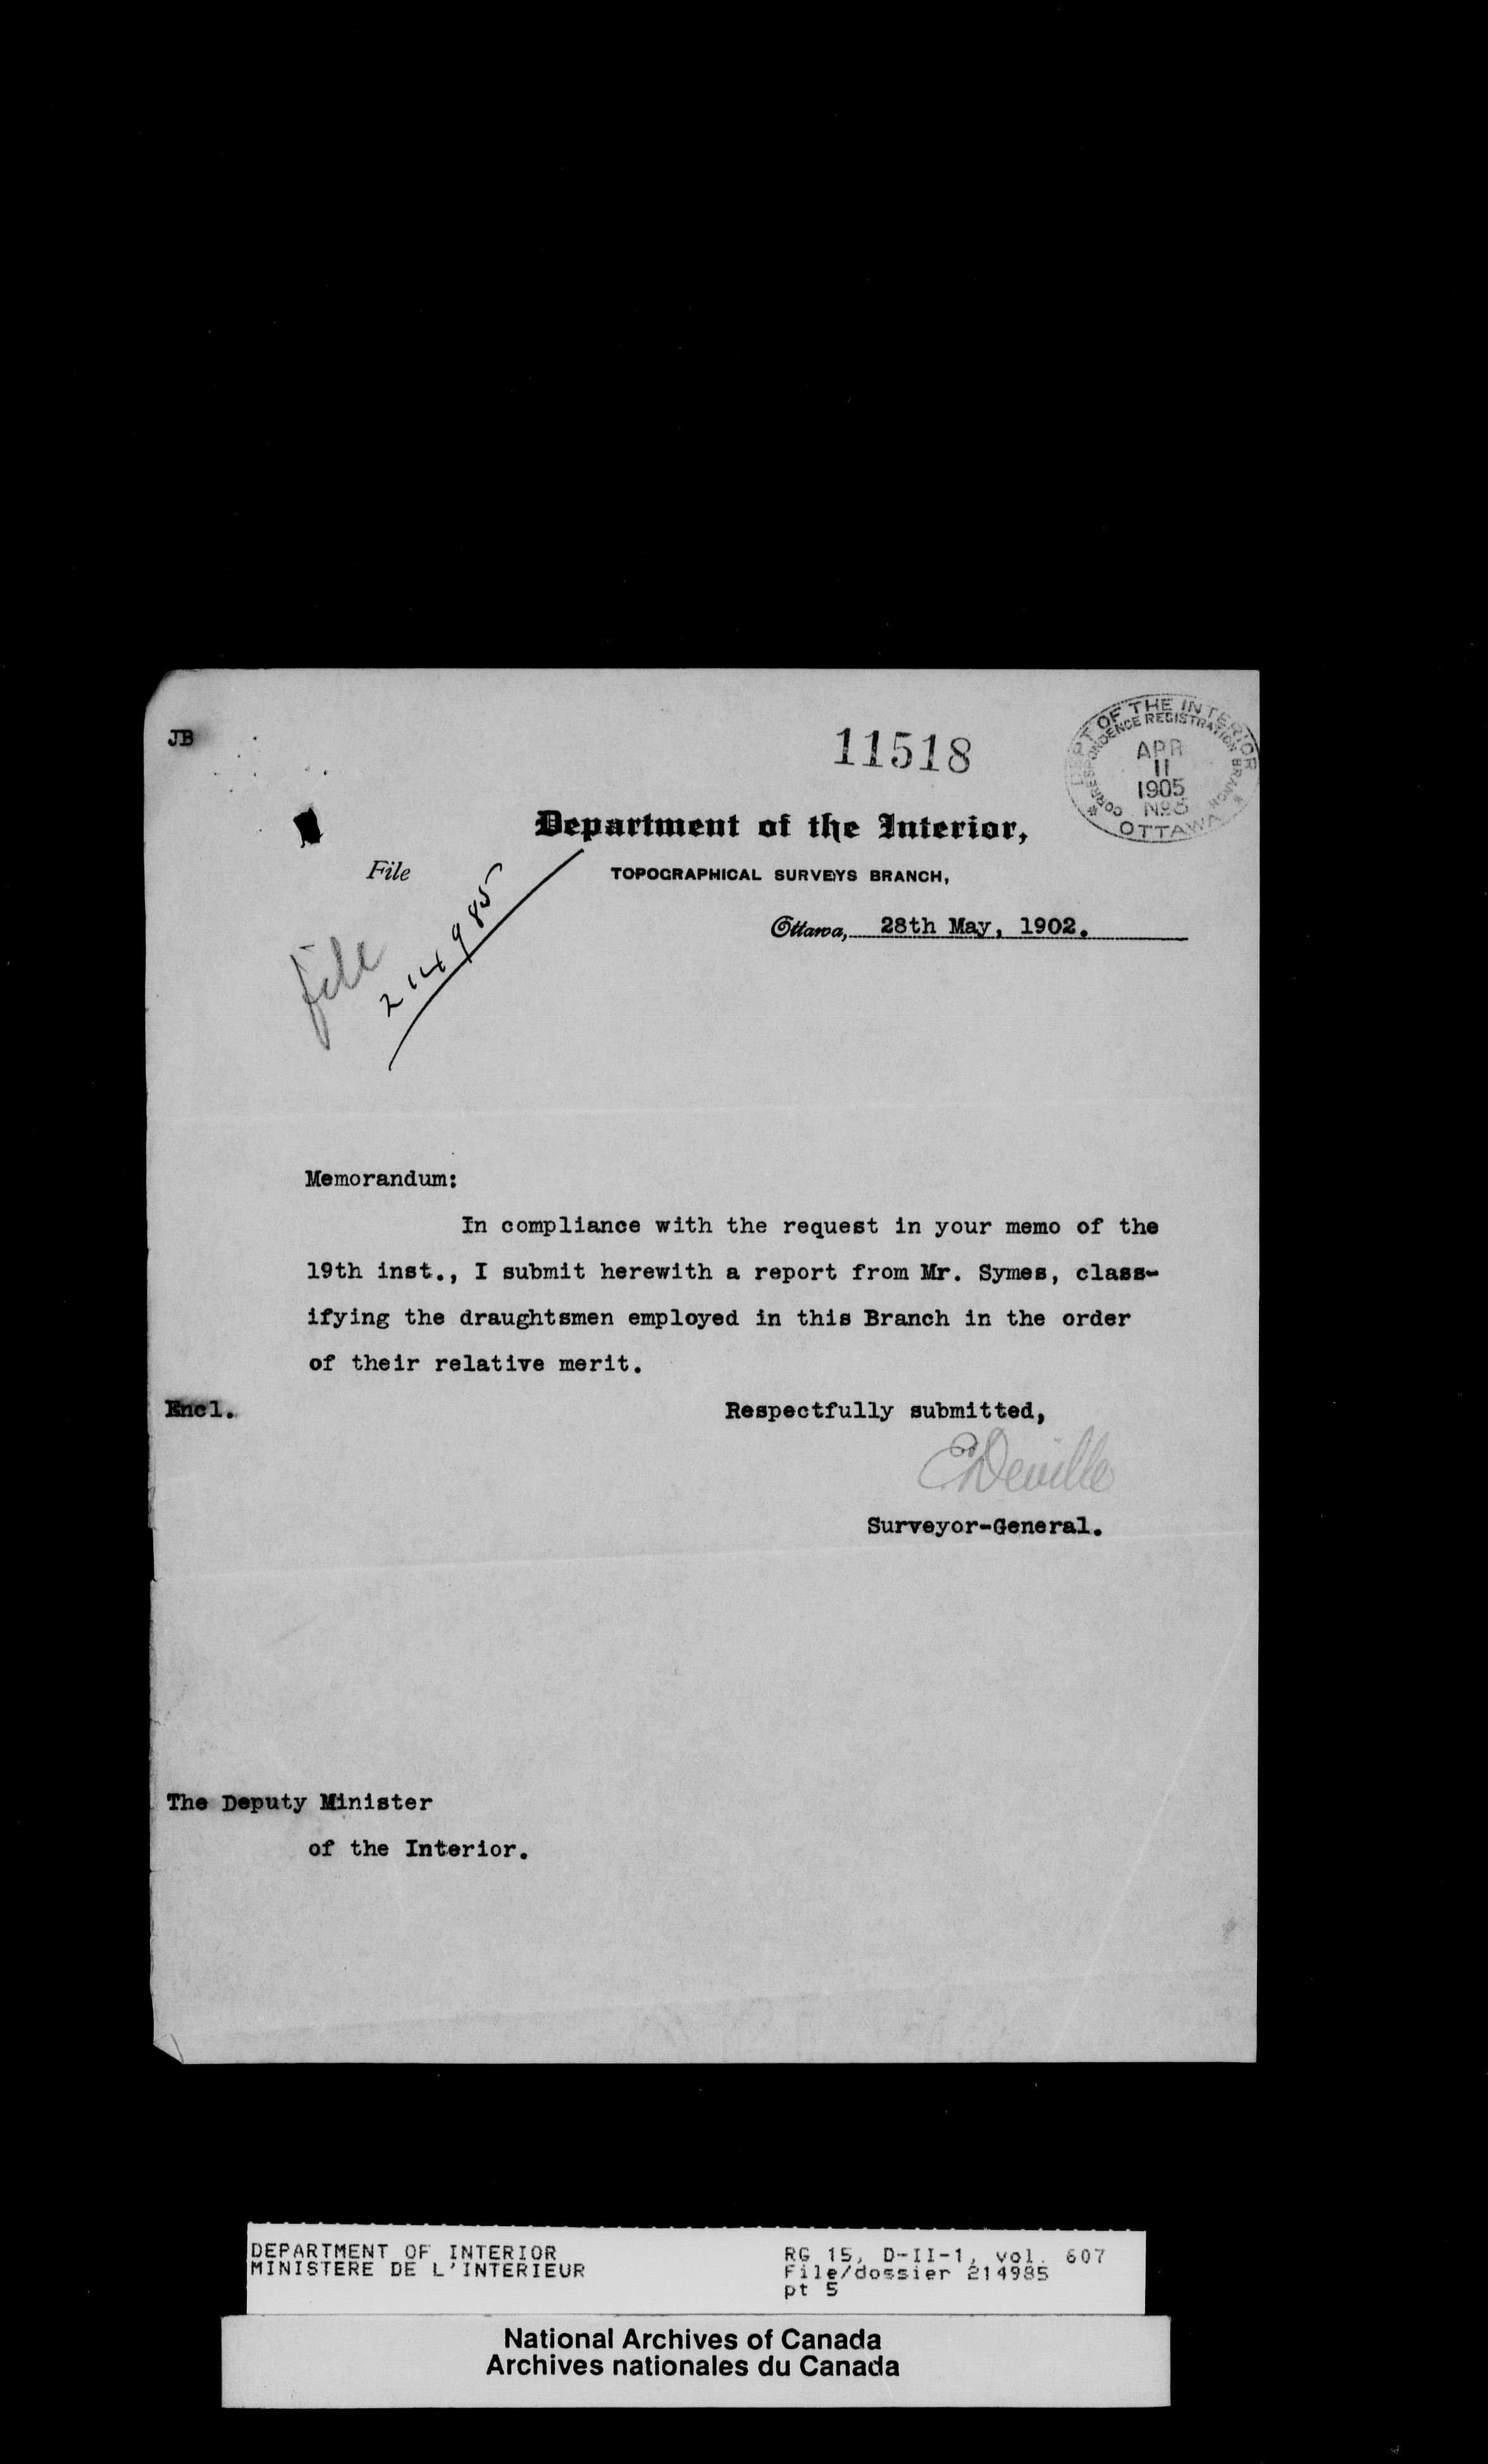 JB
11518
DEPT OF THE INTERIOR
CORRESPONDENCE REGISTRATION BRANCH
APR
11
1905
No 5
OTTAWA
Department of the Interior,
File
TOPOGRAPHICAL SURVEYS BRANCH,
Ottawa, 28th May, 1902.
file
214985
Memorandum:
In compliance with the request in your memo of the
19th inst., I submit herewith a report from Mr. Symes, class-
ifying the draughtsmen employed in this Branch in the order
of their relative merit.
Encl.
Respectfully submitted,
E Deville
Surveyor-General.
The Deputy Minister
of the Interior.
DEPARTMENT OF INTERIOR
MINISTERE DE L'INTERIEUR
RG 15, D-II-1, vol. 607
File/dossier 214985
pt 5
National Archives of Canada
Archives nationales du Canada